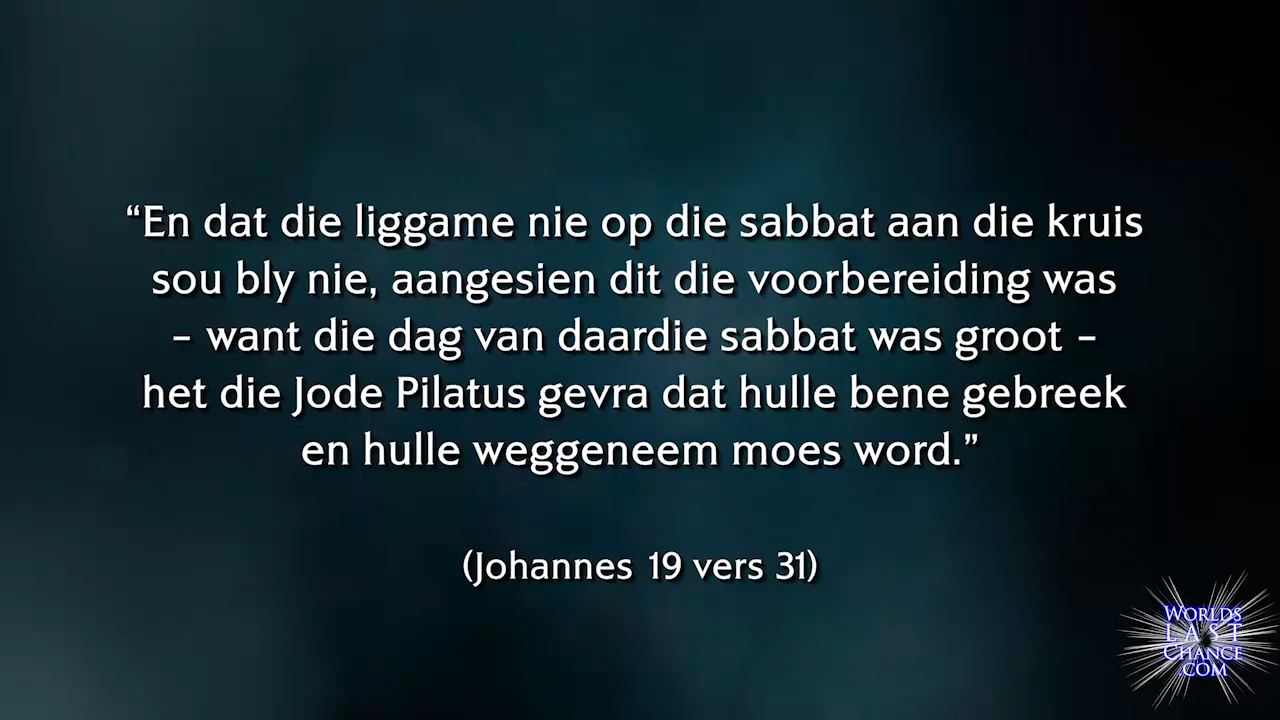 “En dat die liggame nie op die sabbat aan die kruis
sou bly nie, aangesien dit die voorbereiding was
– want die dag van daardie sabbat was groot –
het die Jode Pilatus gevra dat hulle bene gebreek
en hulle weggeneem moes word.”
(Johannes 19 vers 31)
WORLDS
LAST
CHANCE
.COM